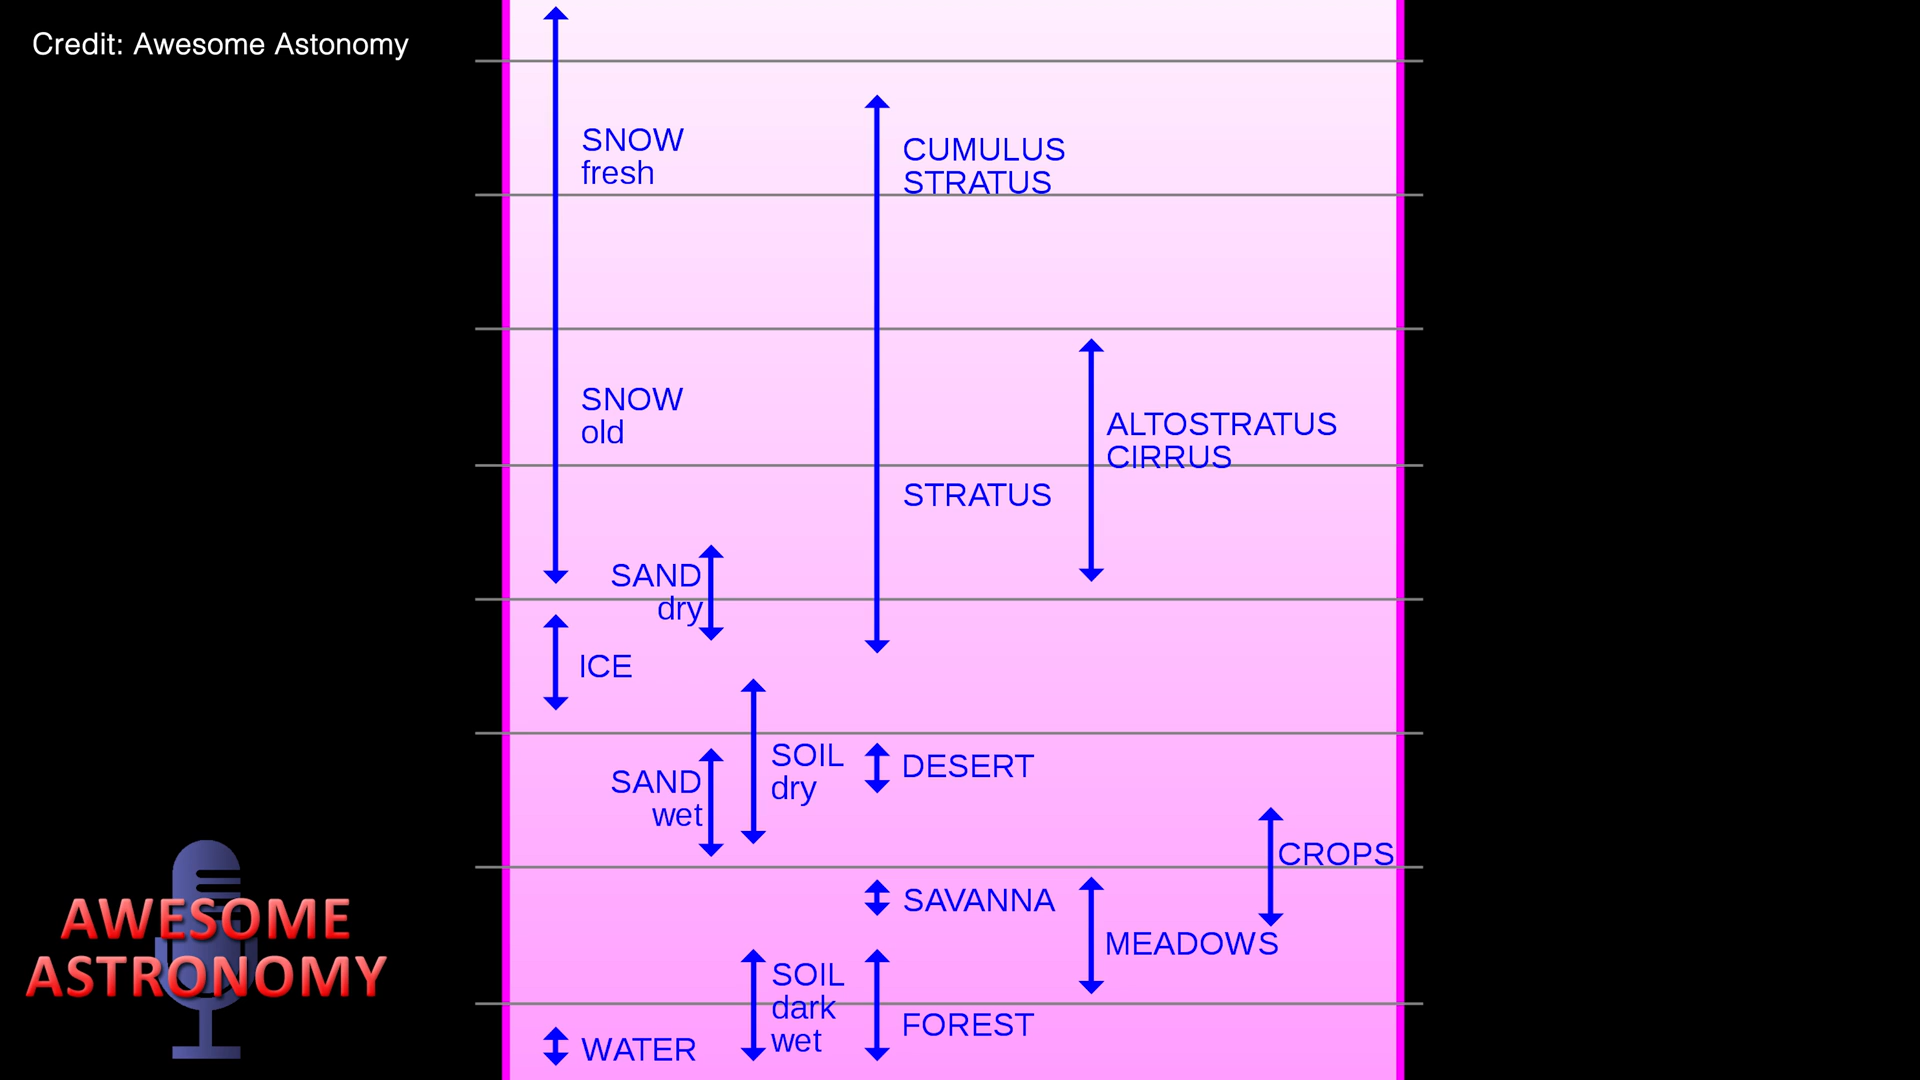 Credit: Awesome Astonomy
SNOW
fresh
CUMULUS
STRATUS
SNOW
old
ALTOSTRATUS
CIRRUS
STRATUS
SAND
dry
ICE
SOIL
dry
DESERT
SAND
wet
CROPS
SAVANNA
MEADOWS
SOIL
dark
wet
FOREST
WATER
AWESOME
ASTRONOMY